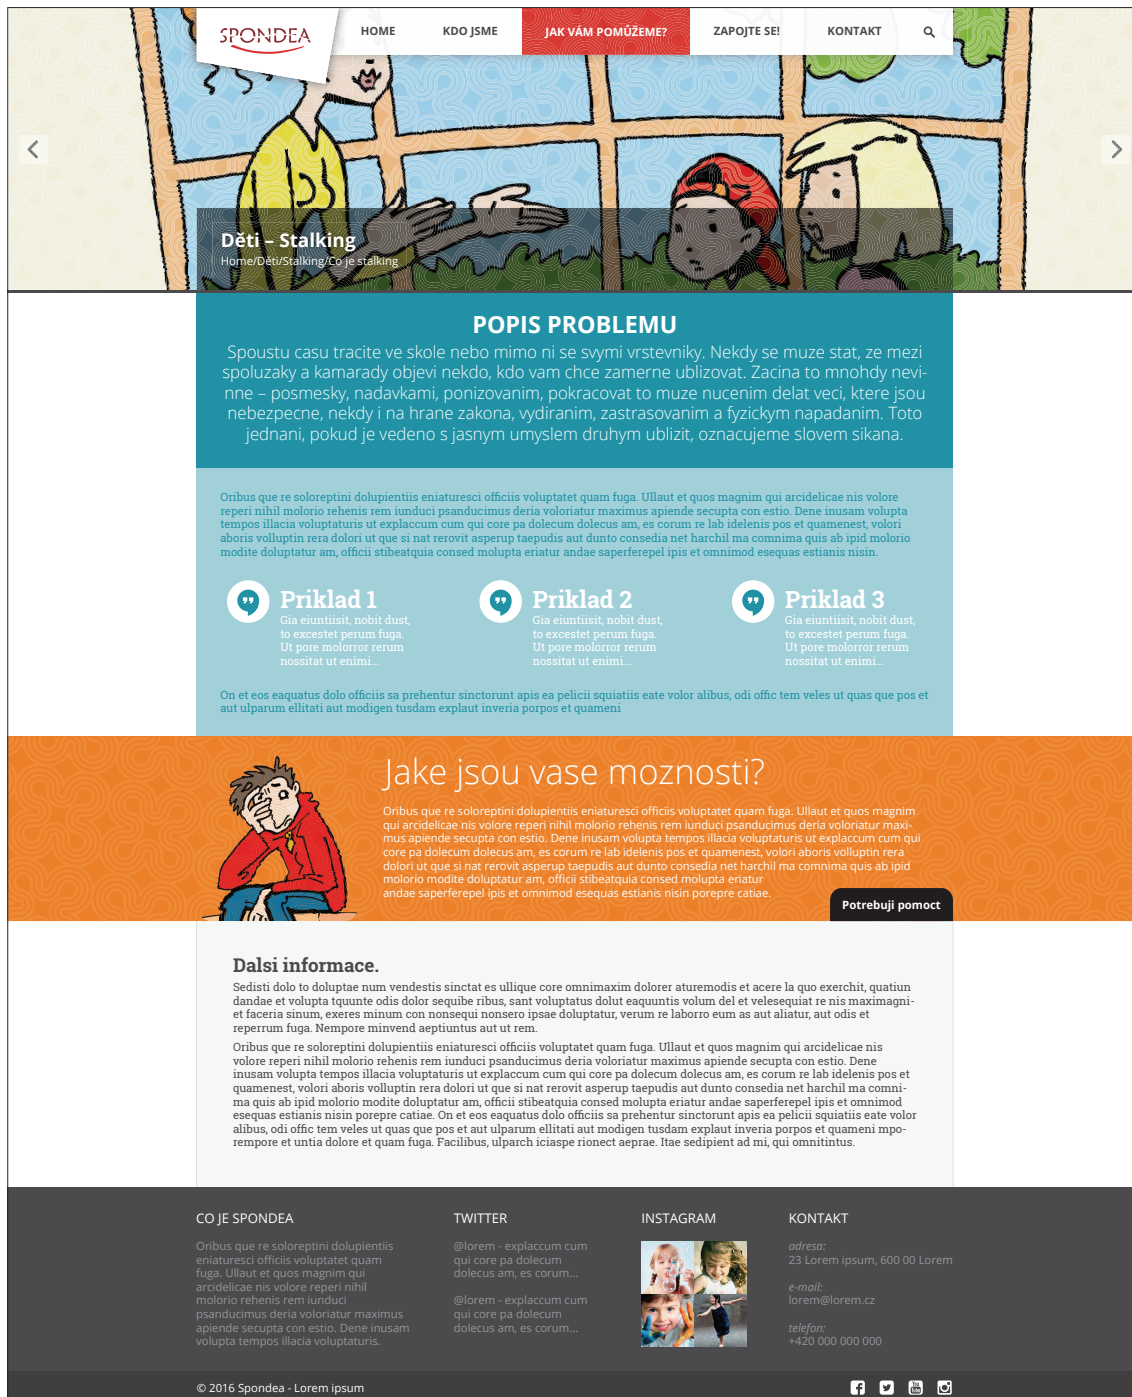 SPONDEA
HOME
KDO JSME
JAK VÁM POMŮŽEME?
ZAPOJTE SE!
KONTAKT
Děti – Stalking
Home/Děti/Stalking/Co je stalking
POPIS PROBLEMU
Spoustu casu tracite ve skole nebo mimo ni se svymi vrstevniky. Nekdy se muze stat, ze mezi
spoluzaky a kamarady objevi nekdo, kdo vam chce zamerne ublizovat. Zacina to mnohdy nevi-
nne – posmesky, nadavkami, ponizovanim, pokracovat to muze nucenim delat veci, ktere jsou
nebezpecne, nekdy i na hrane zakona, vydiranim, zastrasovanim a fyzickym napadanim. Toto
jednani, pokud je vedeno s jasnym umyslem druhym ublizit, oznacujeme slovem sikana.
Oribus que re soloreptini dolupientiis eniaturesci officiis voluptatet quam fuga. Ullaut et quos magnim qui arcidelicae nis volore
reperi nihil molorio rehenis rem iunduci psanducimus deria voloriatur maximus apiende secupta con estio. Dene inusam volupta
tempos illacia voluptaturis ut explaccum cum qui core pa dolecum dolecus am, es corum re lab idelenis pos et quamenest, volori
aboris volluptin rera dolori ut que si nat rerovit asperup taepudis aut dunto consedia net harchil ma comnima quis ab ipid molorio
modite doluptatur am, officii stibeatquia consed molupta eriatur andae saperferepel ipis et omnimod esequas estianis nisin.
Priklad 1
Gia eiuntiisit, nobit dust,
to excestet perum fuga.
Ut pore molorror rerum
nossitat ut enimi...
Priklad 2
Gia eiuntiisit, nobit dust,
to excestet perum fuga.
Ut pore molorror rerum
nossitat ut enimi...
Priklad 3
Gia eiuntiisit, nobit dust,
to excestet perum fuga.
Ut pore molorror rerum
nossitat ut enimi...
On et eos eaquatus dolo officiis sa prehentur sinctorunt apis ea pelicii squiatiis eate volor alibus, odi offic tem veles ut quas que pos et
aut ulparum ellitati aut modigen tusdam explaut inveria porpos et quameni
Jake jsou vase moznosti?
Oribus que re soloreptini dolupientiis eniaturesci officiis voluptatet quam fuga. Ullaut et quos magnim
qui arcidelicae nis volore reperi nihil molorio rehenis rem iunduci psanducimus deria voloriatur maxi-
mus apiende secupta con estio. Dene inusam volupta tempos illacia voluptaturis ut explaccum cum qui
core pa dolecum dolecus am, es corum re lab idelenis pos et quamenest, volori aboris volluptin rera
dolori ut que si nat rerovit asperup taepudis aut dunto consedia net harchil ma comnima quis ab ipid
molorio modite doluptatur am, officii stibeatquia consed molupta eriatur
andae saperferepel ipis et omnimod esequas estianis nisin porepre catiae.
Potrebuji pomoct
Dalsi informace.
Sedisti dolo to doluptae num vendestis sinctat es ullique core omnimaxim dolorer aturemodis et acere la quo exerchit, quatiun
dandae et volupta tquunte odis dolor sequibe ribus, sant voluptatus dolut eaquuntis volum del et velesequiat re nis maximagni-
et faceria sinum, exeres minum con nonsequi nonsero ipsae doluptatur, verum re laborro eum as aut aliatur, aut odis et
reperrum fuga. Nempore minvend aeptiuntus aut ut rem.
Oribus que re soloreptini dolupientiis eniaturesci officiis voluptatet quam fuga. Ullaut et quos magnim qui arcidelicae nis
volore reperi nihil molorio rehenis rem iunduci psanducimus deria voloriatur maximus apiende secupta con estio. Dene
inusam volupta tempos illacia voluptaturis ut explaccum cum qui core pa dolecum dolecus am, es corum re lab idelenis pos et
quamenest, volori aboris volluptin rera dolori ut que si nat rerovit asperup taepudis aut dunto consedia net harchil ma comni-
ma quis ab ipid molorio modite doluptatur am, officii stibeatquia consed molupta eriatur andae saperferepel ipis et omnimod
esequas estianis nisin porepre catiae. On et eos eaquatus dolo officiis sa prehentur sinctorunt apis ea pelicii squiatiis eate volor
alibus, odi offic tem veles ut quas que pos et aut ulparum ellitati aut modigen tusdam explaut inveria porpos et quameni mpo-
rempore et untia dolore et quam fuga. Facilibus, ulparch iciaspe rionect aeprae. Itae sedipient ad mi, qui omnitintus.
CO JE SPONDEA
Oribus que re soloreptini dolupientiis
eniaturesci officiis voluptatet quam
fuga. Ullaut et quos magnim qui
arcidelicae nis volore reperi nihil
molorio rehenis rem iunduci
psanducimus deria voloriatur maximus
apiende secupta con estio. Dene inusam
volupta tempos illacia voluptaturis.
TWITTER
@lorem - explaccum cum
qui core pa dolecum
dolecus am, es corum...
@lorem - explaccum cum
qui core pa dolecum
dolecus am, es corum...
INSTAGRAM
KONTAKT
adresa:
23 Lorem ipsum, 600 00 Lorem
e-mail:
lorem@lorem.cz
telefon:
+420 000 000 000
© 2016 Spondea - Lorem ipsum